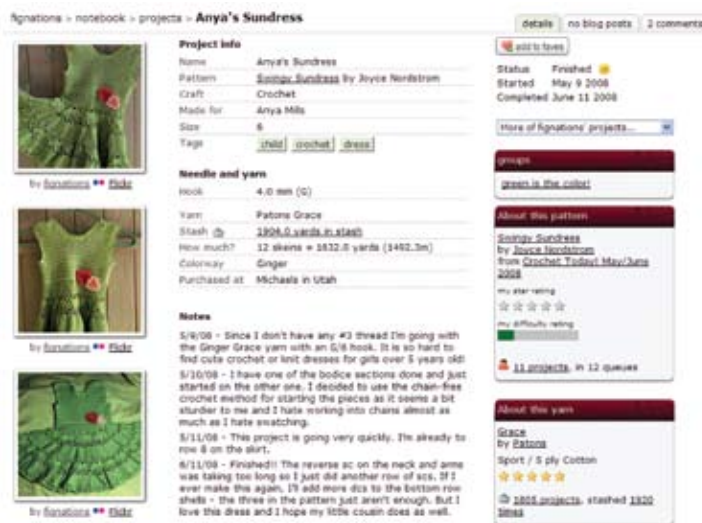 fignations » notebook » projects » Anya's Sundress
details
no blog posts
2 comments
by fignations Flickr
by fignations Flickr
by fignations Flickr
Project info
Name Anya's Sundress
Pattern Swingy Sundress by Joyce Nordstrom
Craft Crochet
Made for Anya Mills
Size 6
Tags child crochet dress
Needle and yarn
Hook 4.0 mm (G)
Yarn Patons Grace
Stash 1904.0 yards in stash
How much? 12 skeins = 1632.0 yards (1492.3m)
Colorway Ginger
Purchased at Michaels in Utah
Notes
5/9/08 - Since I don't have any #3 thread I'm going with
the Ginger Grace yarn with an G/6 hook. It is so hard to
find cute crochet or knit dresses for girls over 5 years old!
5/10/08 - I have one of the bodice sections done and just
started on the other one. I decided to use the chain-free
crochet method for starting the pieces as it seems a bit
sturdier to me and I hate working into chains almost as
much as I hate swatching.
5/11/08 - This project is going very quickly. I'm already to
row 8 on the skirt.
6/11/08 - Finished!! The reverse sc on the neck and arms
was taking too long so I just did another row of scs. If I
ever make this again, I'll add more dcs to the bottom row
shells - the three in the pattern just aren't enough. But I
love this dress and I hope my little cousin does as well.
add to faves
Status Finished
Started May 9 2008
Completed June 11 2008
More of fignations' projects...
groups
green is the color!
About this pattern
Swingy Sundress
by Joyce Nordstrom
from Crochet Today! May/June
2008
my star rating
my difficulty rating
11 projects, in 12 queues
About this yarn
Grace
by Patons
Sport / 5 ply Cotton
1805 projects, stashed 1920
times